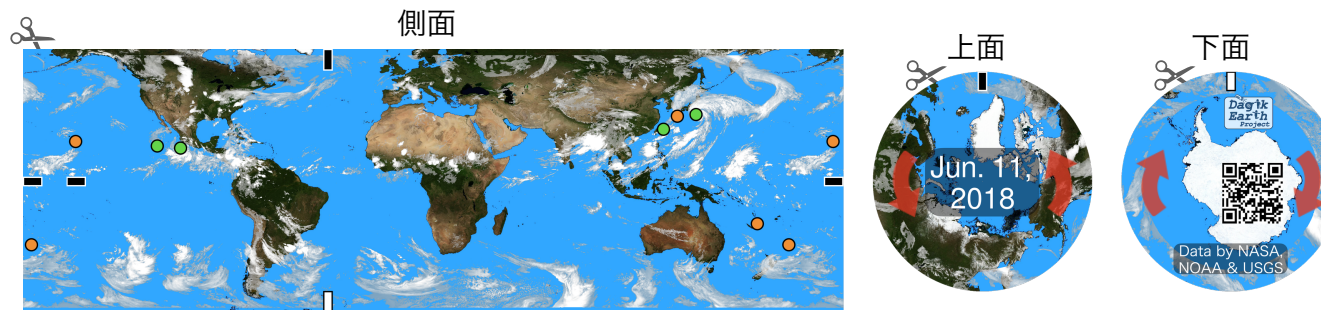 側面
上面
下面
Jun. 11,
2018
Dagik
Earth
Project
Data by NASA,
NOAA & USGS